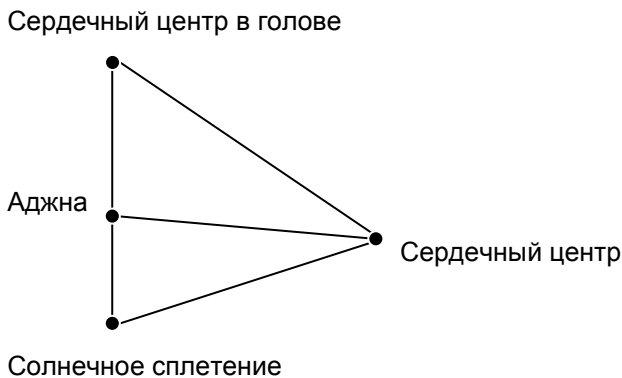 Сердечный центр в голове
Аджна
Сердечный центр
Солнечное сплетение